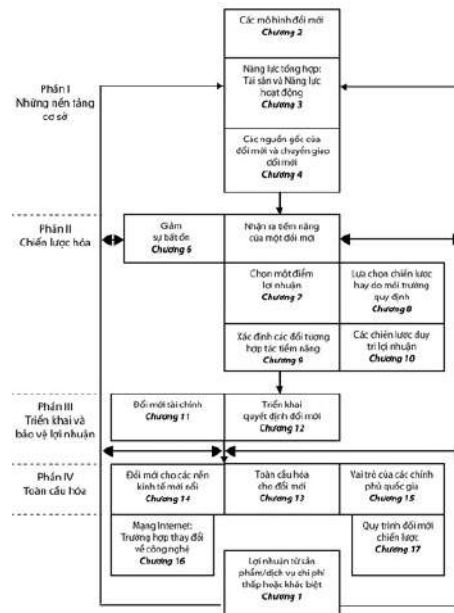 Các mô hình đổi mới
Chương 2
Phần I
Những nền tảng
cơ sở
Năng lực tổng hợp:
Tài sản và Năng lực
hoạt động
Chương 3
Các nguồn gốc của
đổi mới và chuyển giao
đổi mới
Chương 4
Phần II
Chiến lược hóa
Giảm
sự bất ổn
Chương 6
Nhận ra tiềm năng
của một đổi mới
Chọn một điểm
lợi nhuận
Chương 7
Lựa chọn chiến lược
hay do môi trường
quy định
Chương 8
Xác định các đối tượng
hợp tác tiềm năng
Chương 9
Các chiến lược duy
trì lợi nhuận
Chương 10
Phần III
Triển khai và
bảo vệ lợi nhuận
Đổi mới tài chính
Chương 11
Triển khai
quyết định đổi mới
Chương 12
Phần IV
Toàn cầu hóa
Đổi mới cho các nền
kinh tế mới nổi
Chương 14
Toàn cầu hóa
cho đổi mới
Chương 13
Vai trò của các chính
phủ quốc gia
Chương 15
Mạng Internet:
Trường hợp thay đổi
về công nghệ
Chương 16
Quy trình đổi mới
chiến lược
Chương 17
Lợi nhuận từ sản
phẩm/dịch vụ chi phí
thấp hoặc khác biệt
Chương 1